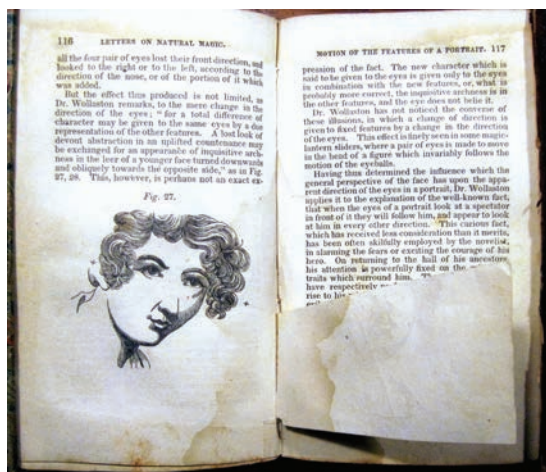 116 LETTERS ON NATURAL MAGIC.
all the four pair of eyes lost their front direction, and
looked to the right or to the left, according to the
direction of the nose, or of the portion of it which
was added.
But the effect thus produced is not limited, as
Dr. Wollaston remarks, to the mere change in the
direction of the eyes; "for a total difference of
character may be given to the same eyes by a due
representation of the other features. A lost look of
devout abstraction in an uplifted countenance may
be exchanged for an appearance of inquisitive arch-
ness in the leer of a younger face turned downwards
and obliquely towards the opposite side," as in Fig.
27, 28. This, however, is perhaps not an exact ex-
Fig. 27.
MOTION OF THE FEATURES OF A PORTRAIT. 117
pression of the fact. The new character which is
said to be given to the eyes is given only to the eyes
in combination with the new features, or, what is
probably more correct, the inquisitive archness is in
the other features, and the eye does not belie it.
Dr. Wollaston has not noticed the converse of
these illusions, in which a change of direction is
given to fixed features by a change in the direction
of the eyes. This effect is finely seen in some magic-
lantern sliders, where a pair of eyes is made to move
in the head of a figure which invariably follows the
motion of the eyeballs.
Having thus determined the influence which the
general perspective of the face has upon the appa-
rent direction of the eyes in a portrait, Dr. Wollaston
applies it to the explanation of the well-known fact,
that when the eyes of a portrait look at a spectator
in front of it they will follow him, and appear to look
at him in every other direction. This curious fact,
which has received less consideration than it merits,
has been often skilfully employed by the novelist,
in alarming the fears or exciting the courage of his
hero. On returning to the hall of his ancestors,
his attention is powerfully fixed on the
traits which surround him.
have respectively
rise to his